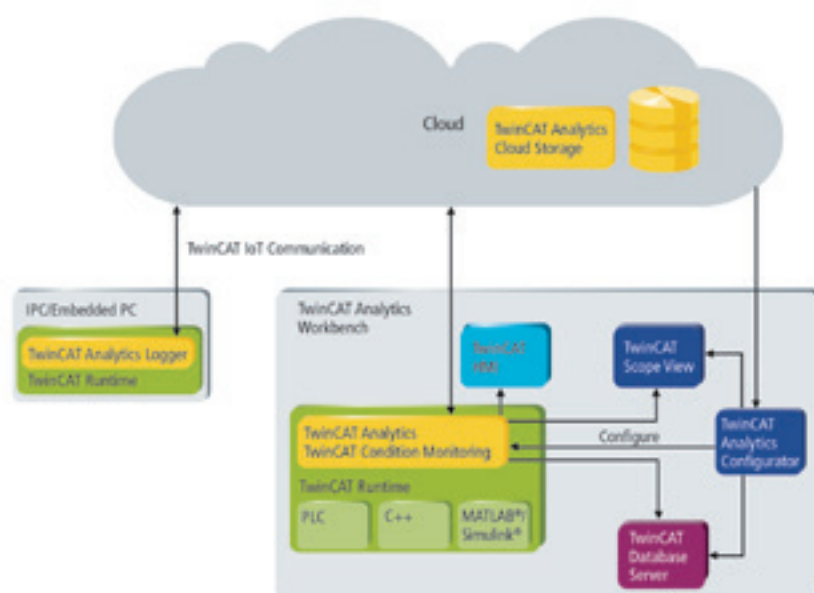 Cloud
TwinCAT Analytics
Cloud Storage
TwinCAT IoT Communication
IPC/Embedded PC
TwinCAT Analytics Logger
TwinCAT Runtime
TwinCAT Analytics
Workbench
TwinCAT
HMI
TwinCAT
Scope View
TwinCAT Analytics
TwinCAT Condition Monitoring
Configure
TwinCAT
Analytics
Configurator
TwinCAT Runtime
PLC
C++
MATLAB®/
Simulink®
TwinCAT
Database
Server